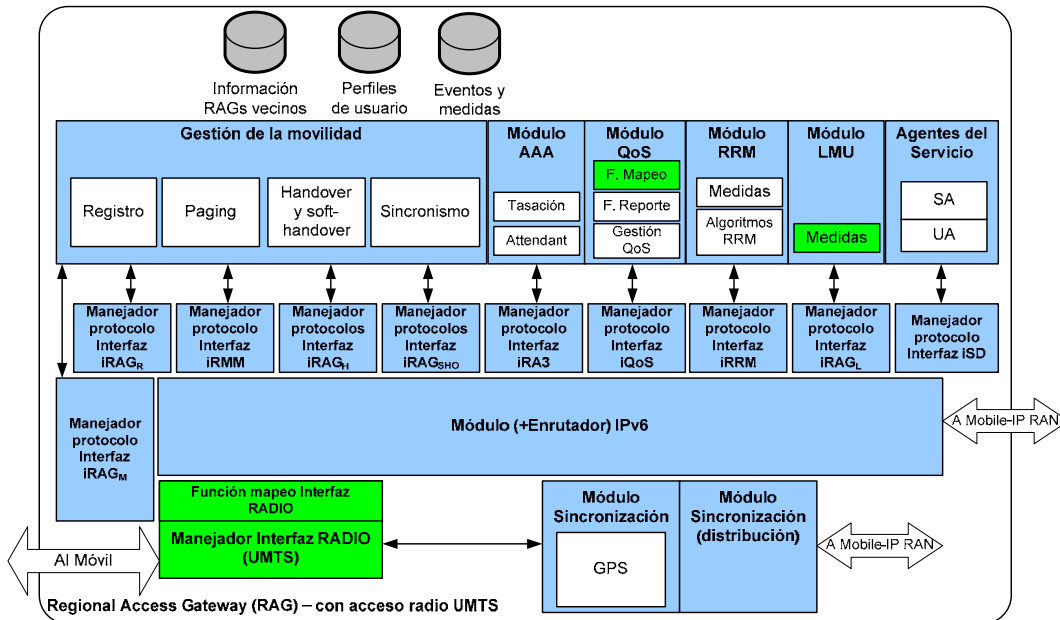 Información
RAGs vecinos
Perfiles
de usuario
Eventos y
medidas
Gestión de la movilidad
Registro
Paging
Handover
y soft-
handover
Sincronismo
Módulo
AAA
Tasación
Attendant
Módulo
QoS
F. Mapeo
F. Reporte
Gestión
QoS
Módulo
RRM
Medidas
Algoritmos
RRM
Módulo
LMU
Medidas
Agentes del
Servicio
SA
UA
Manejador
protocolo
Interfaz
iRAGR
Manejador
protocolo
Interfaz
iRMM
Manejador
protocolos
Interfaz
iRAGH
Manejador
protocolos
Interfaz
iRAGSHO
Manejador
protocolo
Interfaz
iRA3
Manejador
protocolo
Interfaz
iQoS
Manejador
protocolo
Interfaz
iRRM
Manejador
protocolo
Interfaz
iRAGL
Manejador
protocolo
Interfaz iSD
Manejador
protocolo
Interfaz
iRAGM
Módulo (+Enrutador) IPv6
A Mobile-IP RAN
Función mapeo Interfaz
RADIO
Manejador Interfaz RADIO
(UMTS)
Módulo
Sincronización
GPS
Módulo
Sincronización
(distribución)
A Mobile-IP RAN
Al Móvil
Regional Access Gateway (RAG) – con acceso radio UMTS